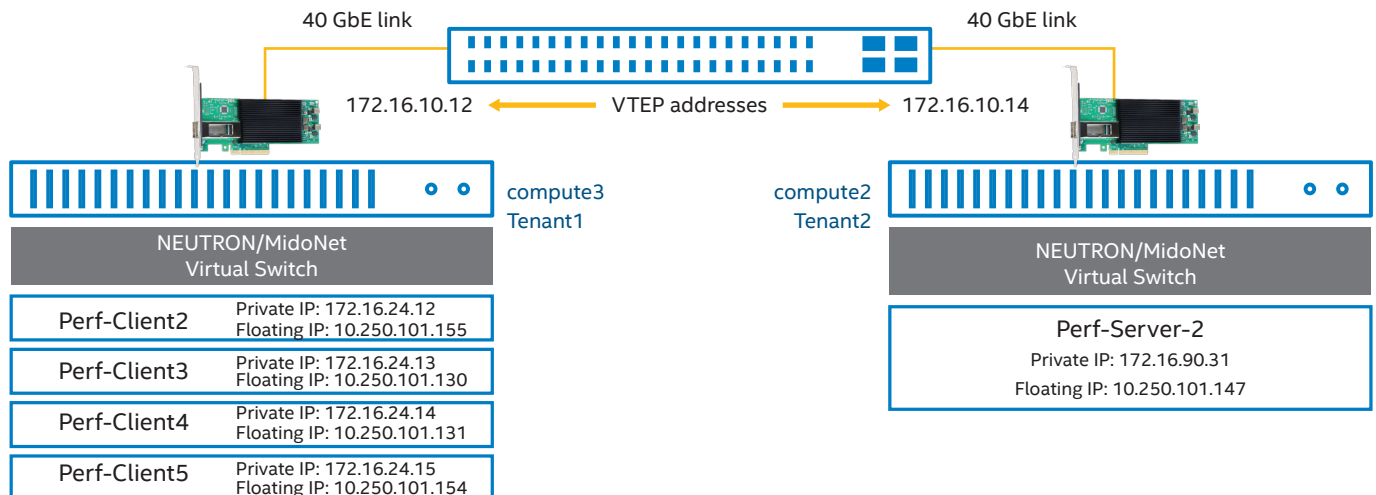 40 GbE link
40 GbE link
172.16.10.12
VTEP addresses
172.16.10.14
compute3
Tenant1
compute2
Tenant2
NEUTRON/MidoNet
Virtual Switch
NEUTRON/MidoNet
Virtual Switch
Perf-Client2
Private IP: 172.16.24.12
Floating IP: 10.250.101.155
Perf-Client3
Private IP: 172.16.24.13
Floating IP: 10.250.101.130
Perf-Client4
Private IP: 172.16.24.14
Floating IP: 10.250.101.131
Perf-Client5
Private IP: 172.16.24.15
Floating IP: 10.250.101.154
Perf-Server-2
Private IP: 172.16.90.31
Floating IP: 10.250.101.147